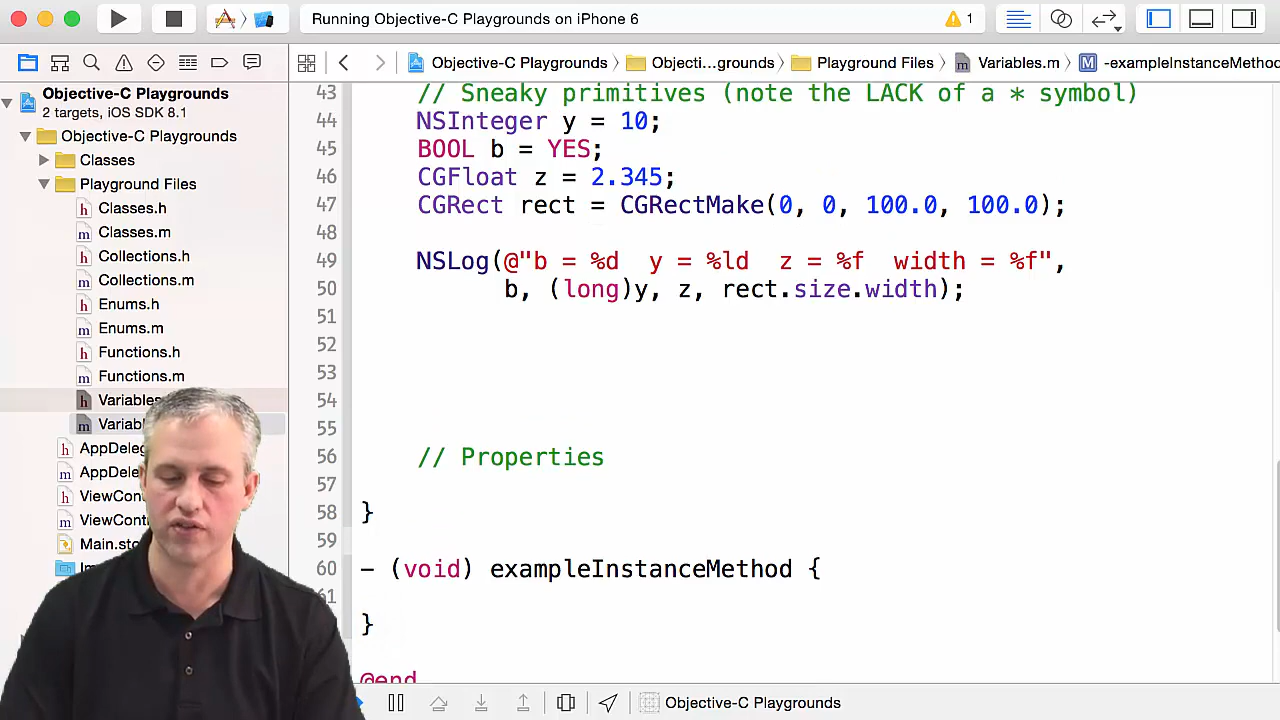 Running Objective-C Playgrounds on iPhone 6
1
Objective-C Playgrounds
Objecti...grounds
Playground Files
Variables.m
M
-exampleInstanceMethod
Objective-C Playgrounds
2 targets, iOS SDK 8.1
Objective-C Playgrounds
Classes
Playground Files
h Classes.h
m Classes.m
h Collections.h
m Collections.m
h Enums.h
m Enums.m
h Functions.h
m Functions.m
h Variables
m
h
m
h
m
43 // Sneaky primitives (note the LACK of a * symbol)
44 NSInteger y = 10;
45 BOOL b = YES;
46 CGFloat z = 2.345;
47 CGRect rect = CGRectMake(0, 0, 100.0, 100.0);
48
49 NSLog(@"b = %d  y = %ld  z = %f  width = %f",
50 b, (long)y, z, rect.size.width);
51
52
53
54
55
56 // Properties
57
58 }
59
60 - (void) exampleInstanceMethod {
61
}
@end
Objective-C Playgrounds